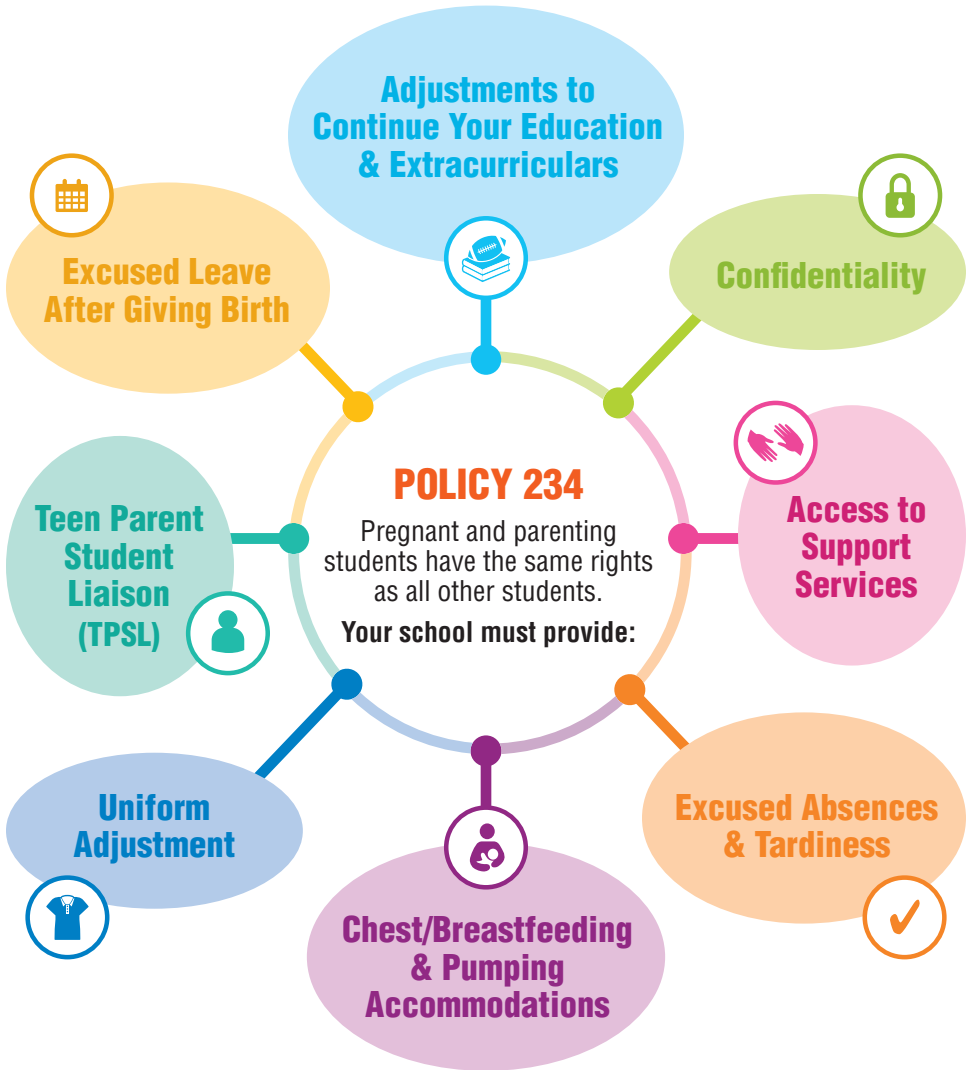 Adjustments to
Continue Your Education
& Extracurriculars
Confidentiality
Access to
Support
Services
Excused Absences
& Tardiness
Chest/Breastfeeding
& Pumping
Accommodations
Uniform
Adjustment
Teen Parent
Student
Liaison
(TPSL)
Excused Leave
After Giving Birth
POLICY 234
Pregnant and parenting
students have the same rights
as all other students.
Your school must provide: